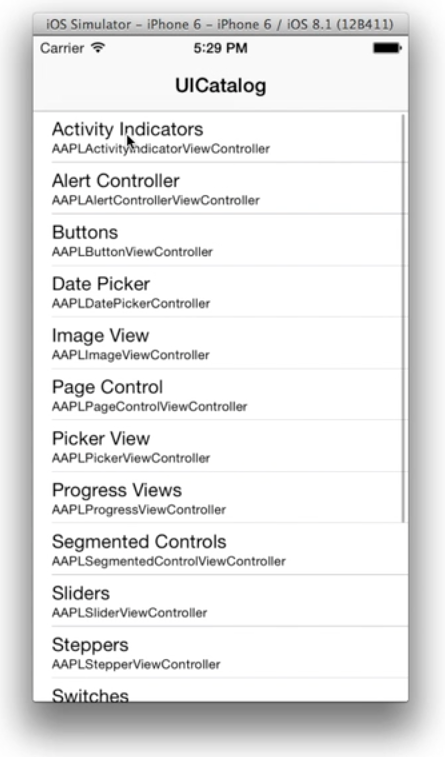 iOS Simulator - iPhone 6 - iPhone 6 / iOS 8.1 (12B411)
Carrier 5:29 PM
UICatalog
Activity Indicators
AAPLActivityIndicatorViewController
Alert Controller
AAPLAlertControllerViewController
Buttons
AAPLButtonViewController
Date Picker
AAPLDatePickerController
Image View
AAPLImageViewController
Page Control
AAPLPageControlViewController
Picker View
AAPLPickerViewController
Progress Views
AAPLProgressViewController
Segmented Controls
AAPLSegmentedControlViewController
Sliders
AAPLSliderViewController
Steppers
AAPLStepperViewController
Switches